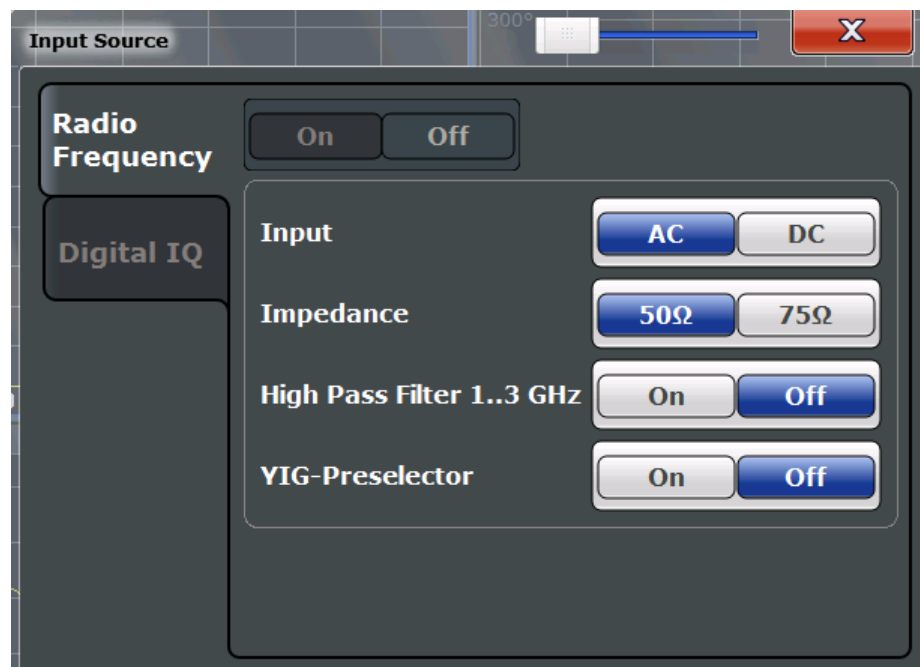 300°
Input Source
X
Radio
Frequency
On Off
Digital IQ
Input AC DC
Impedance 50Ω 75Ω
High Pass Filter 1..3 GHz On Off
YIG-Preselector On Off